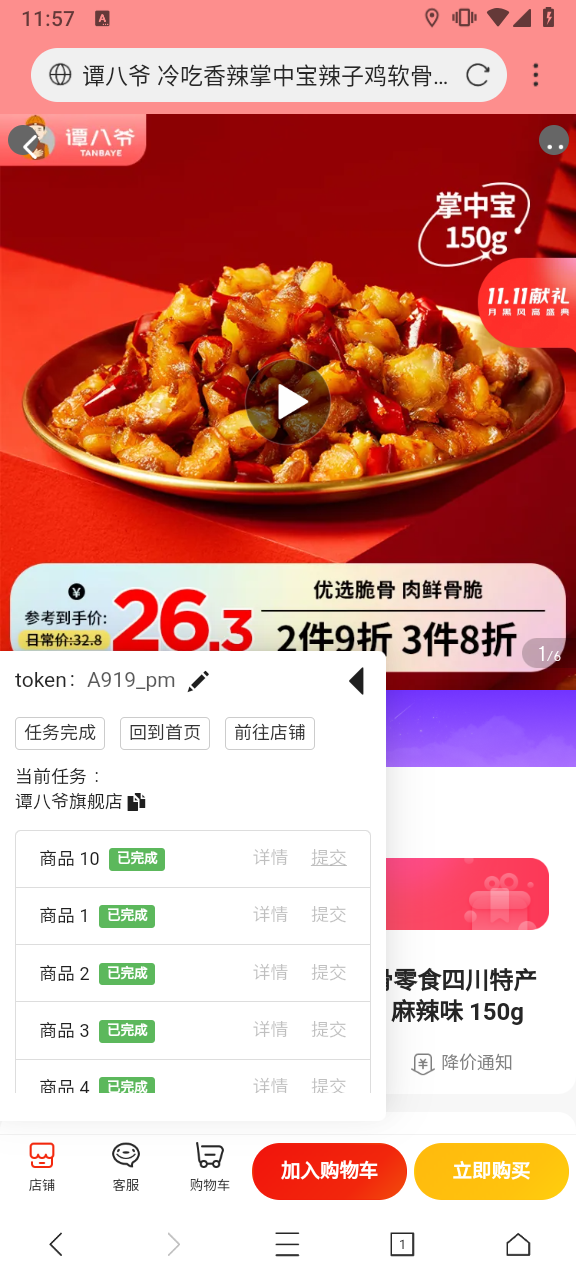 11:57
谭八爷 冷吃香辣掌中宝辣子鸡软骨...
谭八爷
TANBAYE
掌中宝
150g
11.11献礼
月黑风高盛典
参考到手价:
日常价:32.8
26.3
优选脆骨 肉鲜骨脆
2件9折 3件8折
1/6
token: A919_pm
任务完成 回到首页 前往店铺
当前任务：
谭八爷旗舰店
商品 10 已完成 详情 提交
商品 1 已完成 详情 提交
商品 2 已完成 详情 提交
商品 3 已完成 详情 提交
商品 4 已完成 详情 提交
骨零食四川特产
麻辣味 150g
降价通知
店铺 客服 购物车 加入购物车 立即购买
1